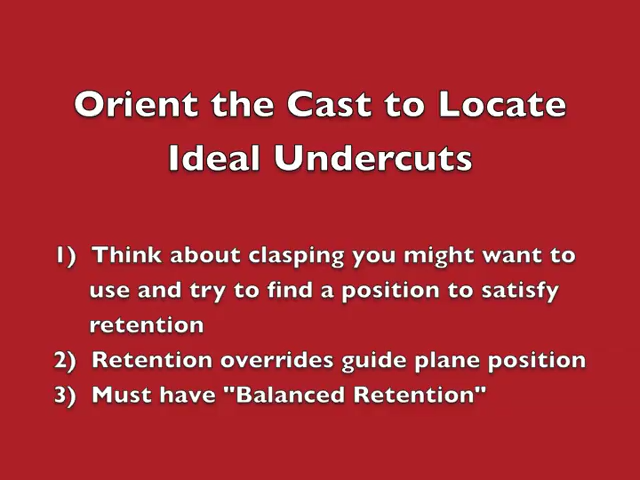 Orient the Cast to Locate
Ideal Undercuts
1) Think about clasping you might want to
use and try to find a position to satisfy
retention
2) Retention overrides guide plane position
3) Must have "Balanced Retention"